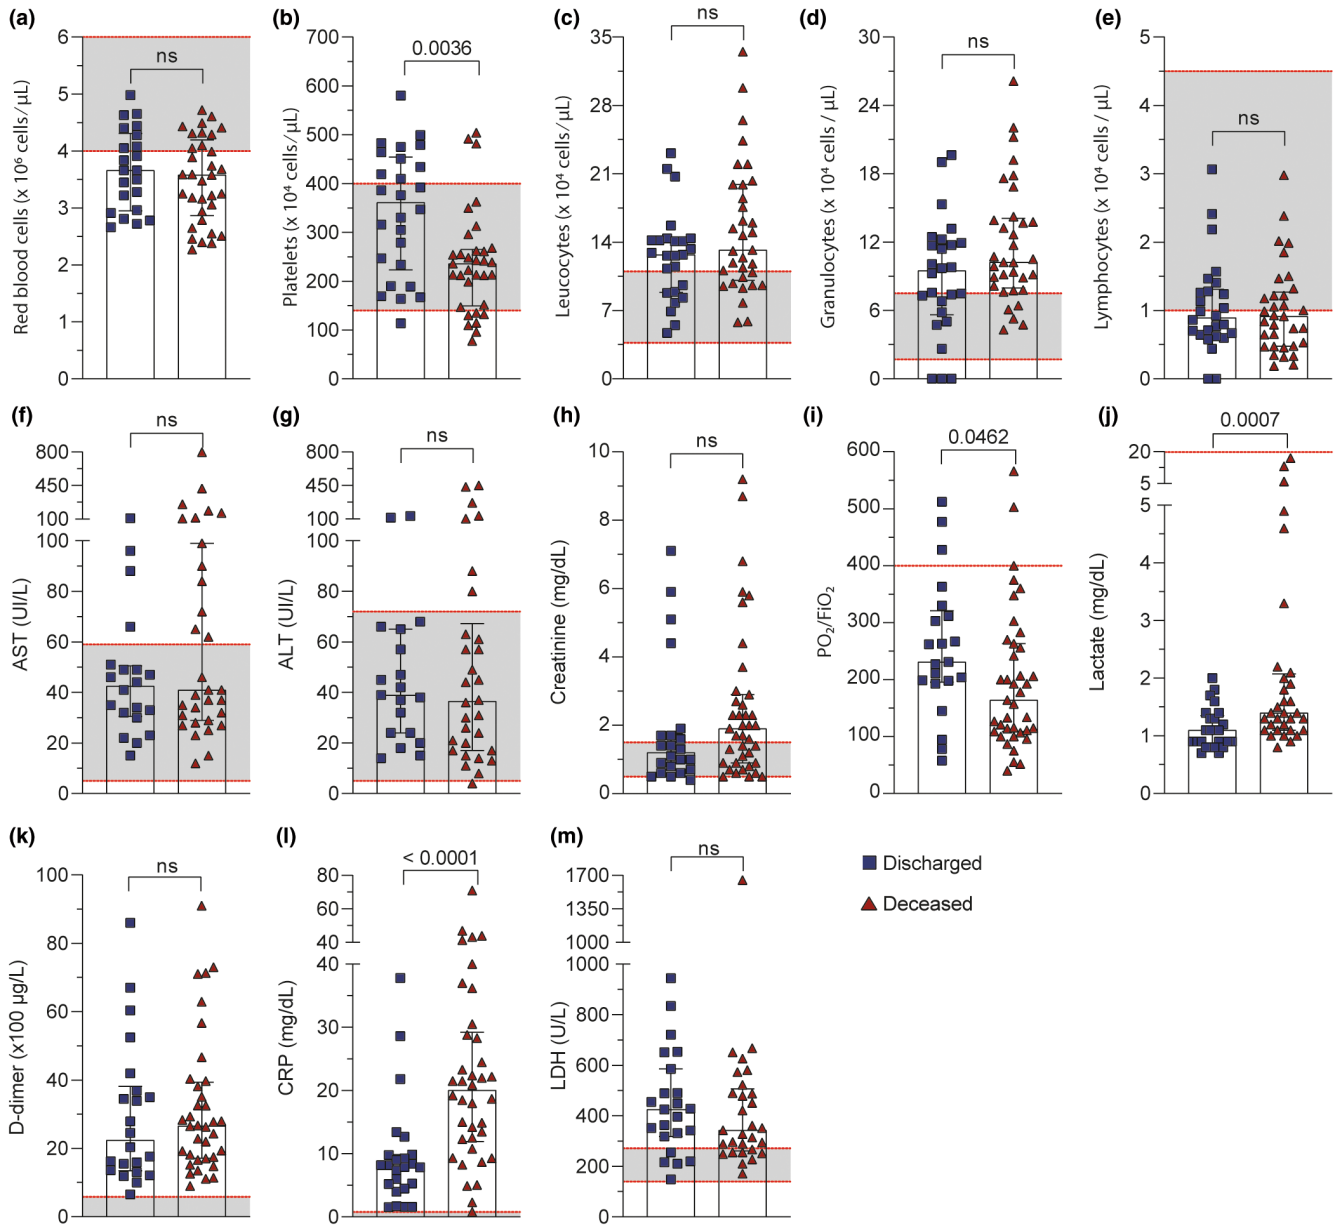 (a)
Red blood cells (x 10⁶ cells/µL)
6
5
4
3
2
1
0
ns
(b)
Platelets (x 10⁴ cells/µL)
700
600
500
400
300
200
100
0
0.0036
(c)
Leucocytes (x 10⁴ cells/µL)
35
28
21
14
7
0
ns
(d)
Granulocytes (x 10⁴ cells / µL)
30
24
18
12
6
0
ns
(e)
Lymphocytes (x 10⁴ cells / µL)
5
4
3
2
1
0
ns
(f)
AST (UI/L)
800
450
100
100
80
60
40
20
0
ns
(g)
ALT (UI/L)
800
450
100
100
80
60
40
20
0
ns
(h)
Creatinine (mg/dL)
10
8
6
4
2
0
ns
(i)
PO₂/FiO₂
600
500
400
300
200
100
0
0.0462
(j)
Lactate (mg/dL)
20
5
5
4
3
2
1
0
0.0007
(k)
D-dimer (x100 µg/L)
100
80
60
40
20
0
ns
(l)
CRP (mg/dL)
80
60
40
40
30
20
10
0
< 0.0001
(m)
LDH (U/L)
1700
1350
1000
1000
800
600
400
200
0
ns
Discharged
Deceased